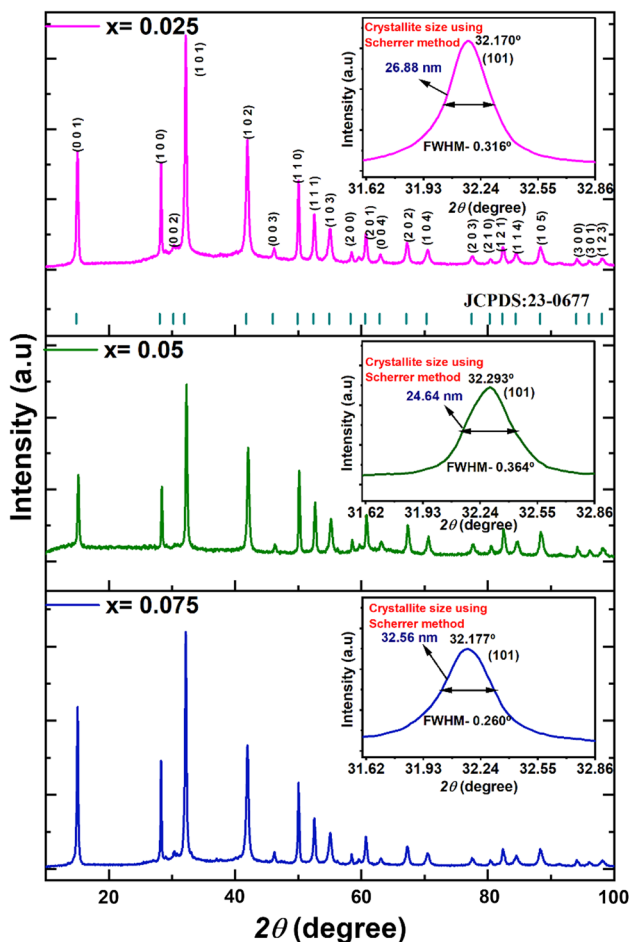 x= 0.025
Crystallite size using
Scherrer method
32.170º
(101)
26.88 nm
FWHM- 0.316º
Intensity (a.u)
31.62 31.93 32.24 32.55 32.86
2θ (degree)
(0 0 1)
(1 0 0)
(0 0 2)
(1 0 1)
(1 0 2)
(0 0 3)
(1 1 0)
(1 1 1)
(1 0 3)
(2 0 0)
(2 0 1)
(0 0 4)
(2 0 2)
(1 0 4)
(2 0 3)
(2 1 0)
(1 2 1)
(1 1 4)
(1 0 5)
(3 0 0)
(3 0 1)
(1 2 3)
JCPDS:23-0677
x= 0.05
Crystallite size using
Scherrer method
32.293º
(101)
24.64 nm
FWHM- 0.364º
Intensity (a.u)
31.62 31.93 32.24 32.55 32.86
2θ (degree)
Intensity (a.u)
x= 0.075
Crystallite size using
Scherrer method
32.177º
(101)
32.56 nm
FWHM- 0.260º
Intensity (a.u)
31.62 31.93 32.24 32.55 32.86
2θ (degree)
20 40 60 80 100
2θ (degree)